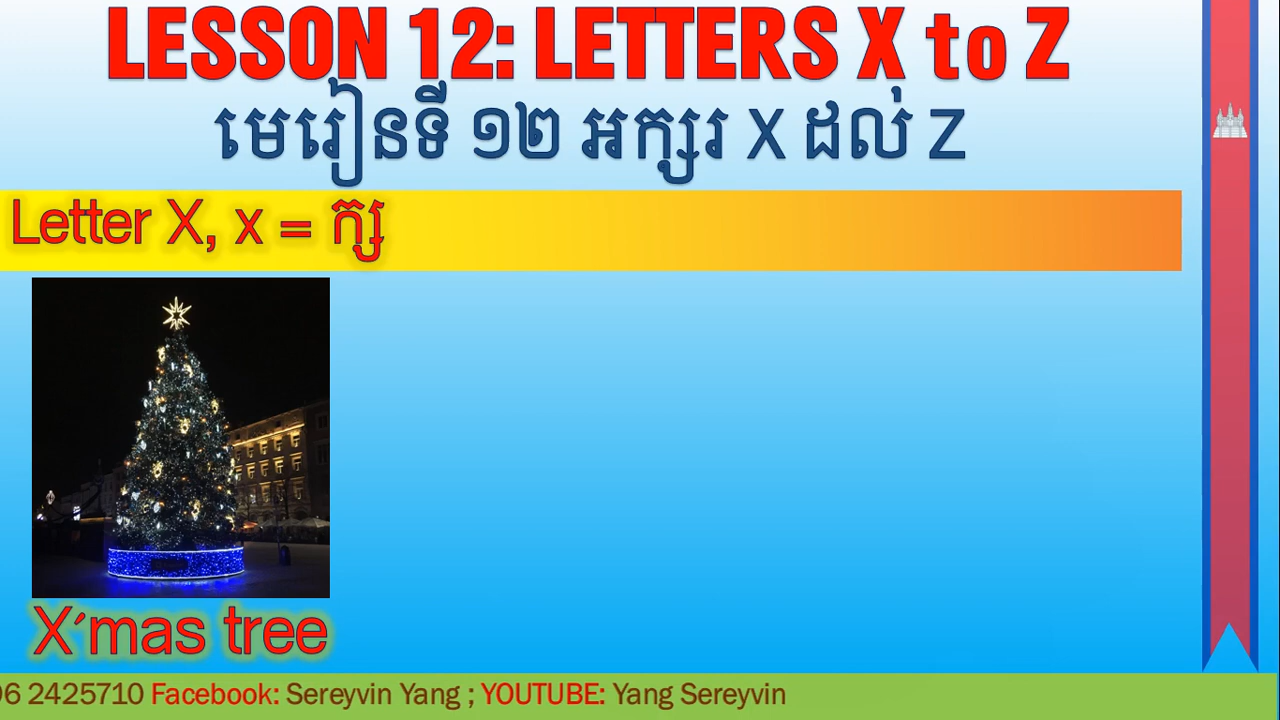 LESSON 12: LETTERS X to Z
មេរៀនទី ១២ អក្សរ X ដល់ Z
Letter X, x = ក្ស
X´mas tree
2425710 Facebook: Sereyvin Yang ; YOUTUBE: Yang Sereyvin